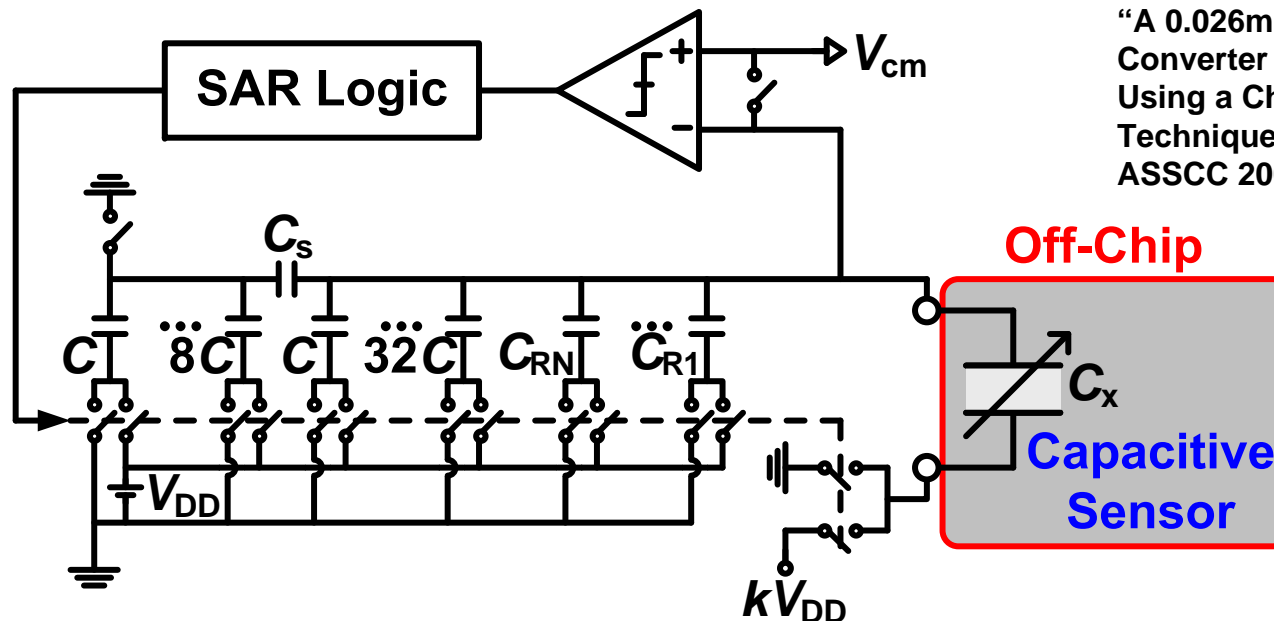 “A 0.026m
Converter
Using a Ch
Technique
ASSCC 20
SAR Logic
+
−
Vcm
Cs
Off-Chip
C ... 8C C ... 32C CRN ... CR1
Cx
Capacitive
Sensor
VDD
kVDD